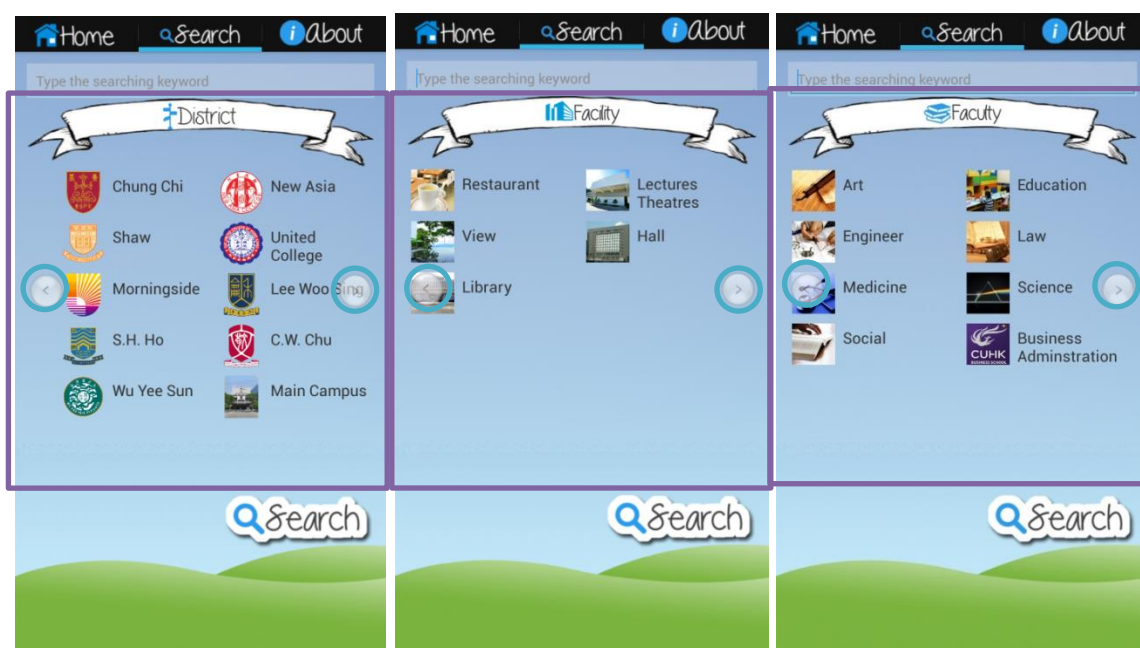 Home Search About
Type the searching keyword
District
Chung Chi New Asia
Shaw United
College
Morningside Lee Woo Sing
S.H. Ho C.W. Chu
Wu Yee Sun Main Campus
Search
Home Search About
Type the searching keyword
Facility
Restaurant Lectures
Theatres
View Hall
Library
Search
Home Search About
Type the searching keyword
Faculty
Art Education
Engineer Law
Medicine Science
Social Business
Adminstration
CUHK
Search